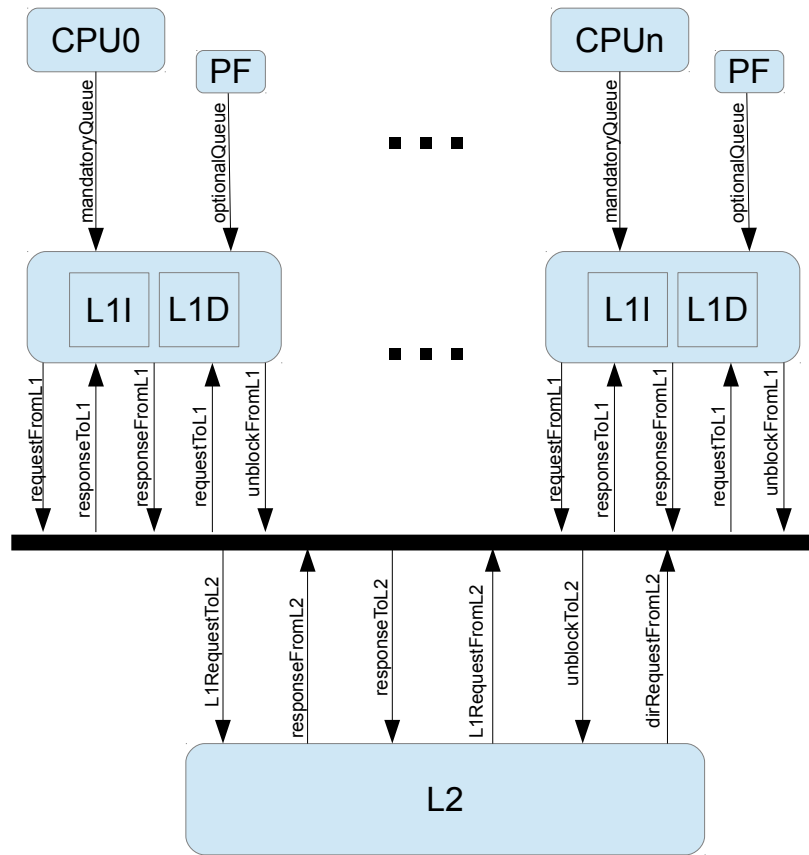 CPU0
PF
CPUn
PF
mandatoryQueue
optionalQueue
mandatoryQueue
optionalQueue
L1I
L1D
L1I
L1D
requestFromL1
responseToL1
responseFromL1
requestToL1
unblockFromL1
requestFromL1
responseToL1
responseFromL1
requestToL1
unblockFromL1
L1RequestToL2
responseFromL2
responseToL2
L1RequestFromL2
unblockToL2
dirRequestFromL2
L2